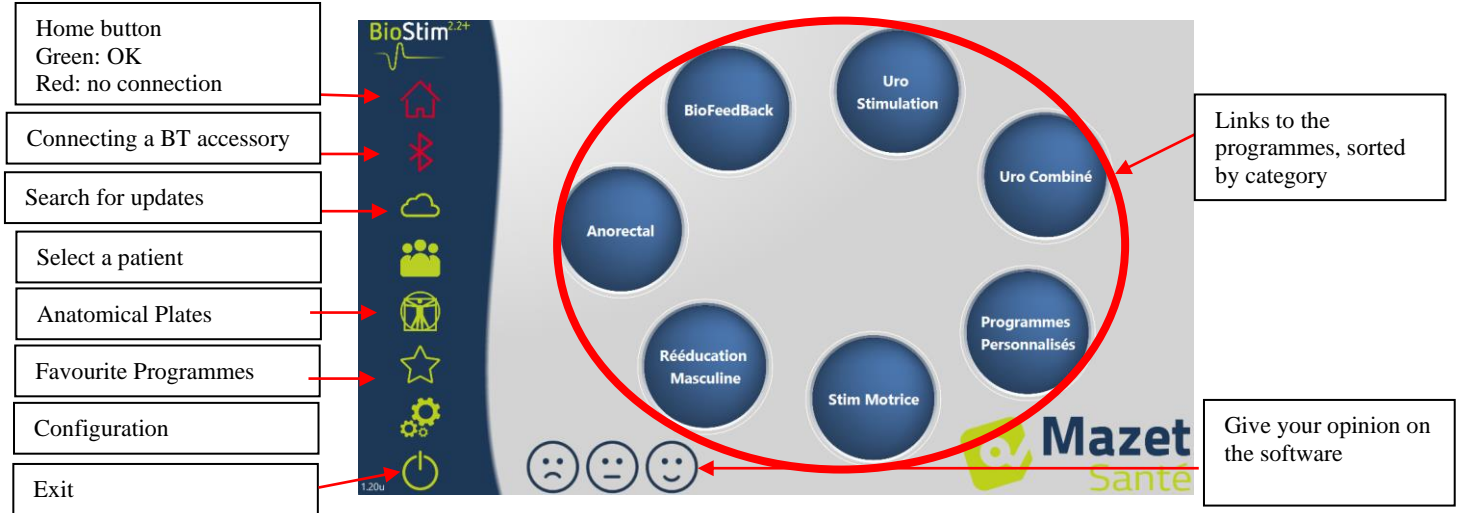 Home button
Green: OK
Red: no connection
Connecting a BT accessory
Search for updates
Select a patient
Anatomical Plates
Favourite Programmes
Configuration
Exit
BioStim2.2+
1.20u
BioFeedBack
Uro
Stimulation
Uro Combiné
Anorectal
Programmes
Personnalisés
Rééducation
Masculine
Stim Motrice
Mazet
Santé
Links to the
programmes, sorted
by category
Give your opinion on
the software